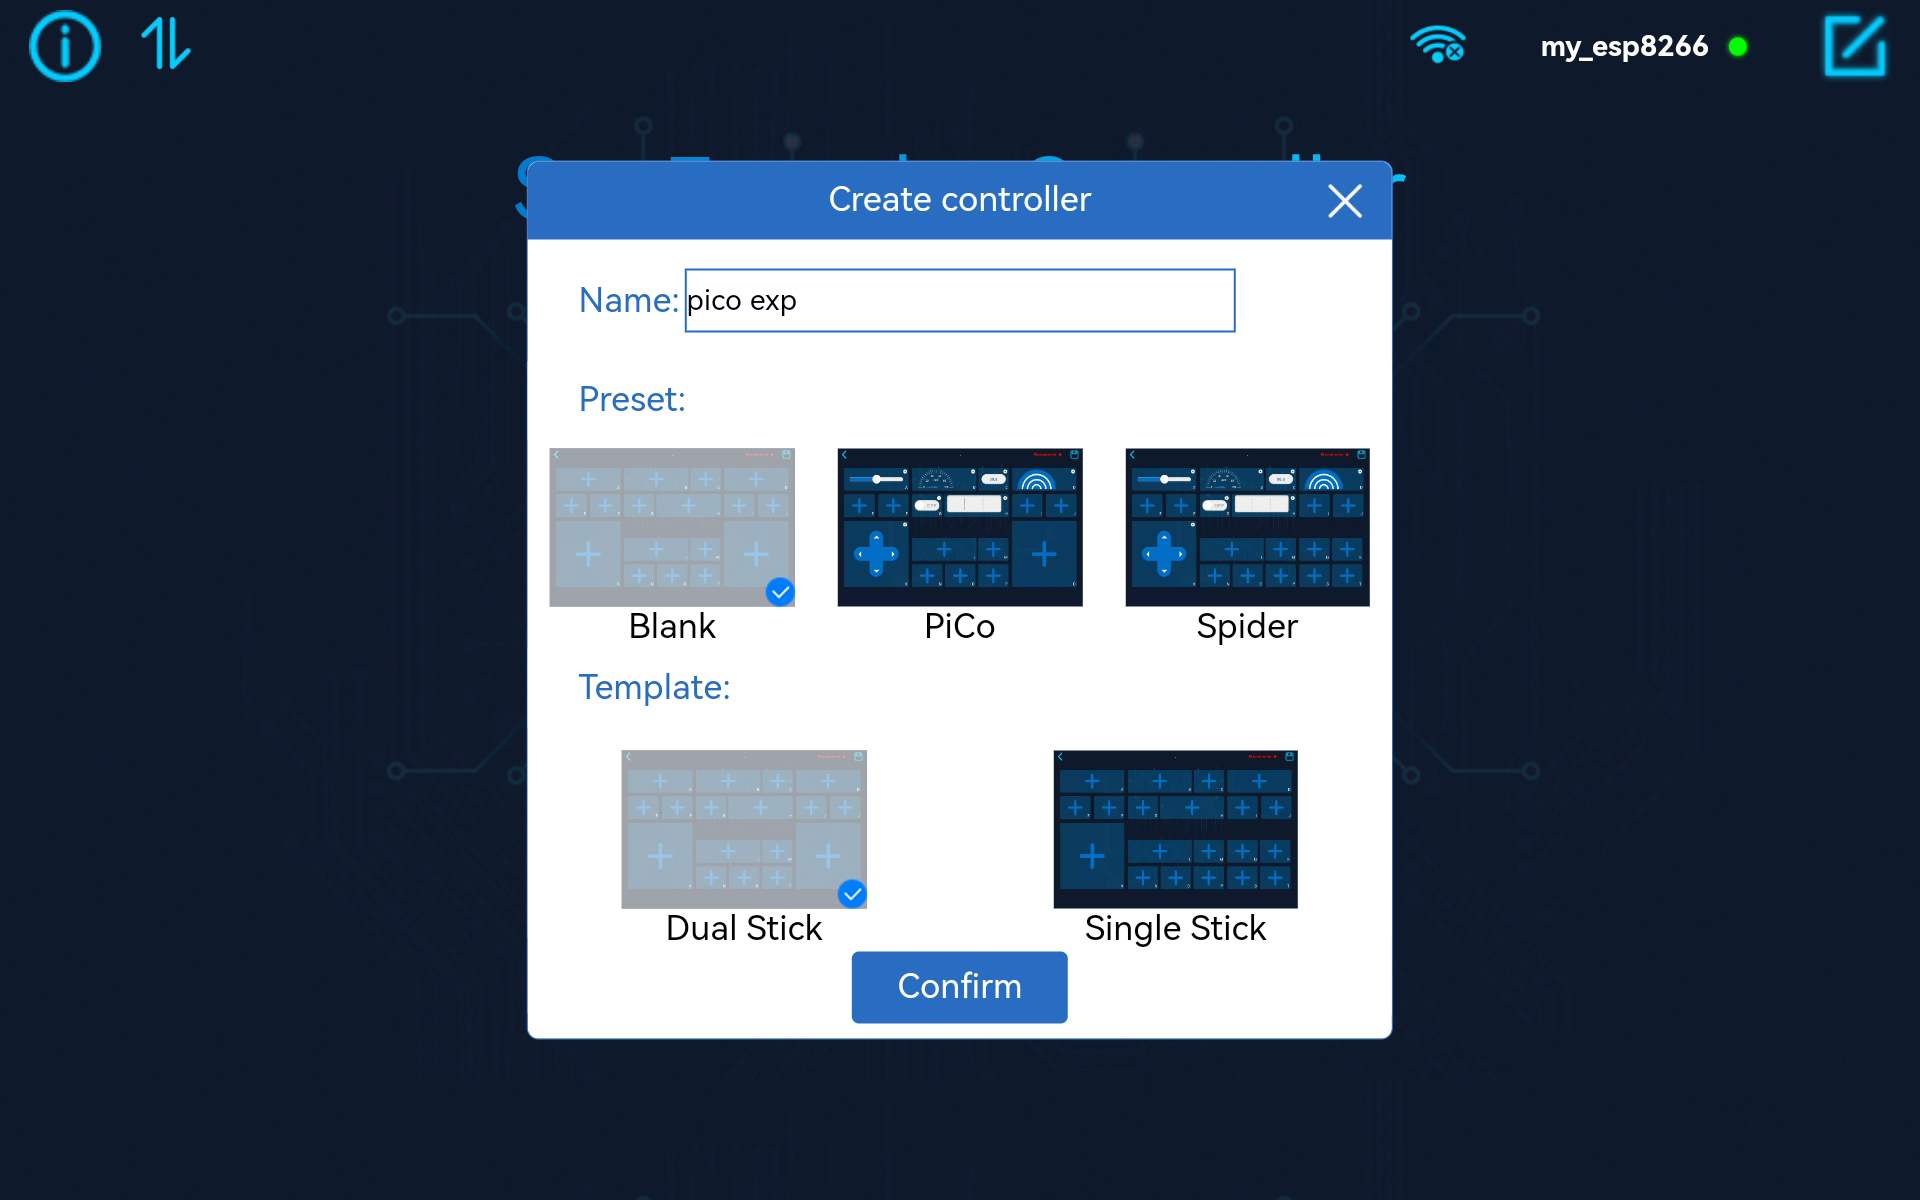 my_esp8266
Create controller
Name: pico exp
Preset:
Blank PiCo Spider
Template:
Dual Stick Single Stick
Confirm